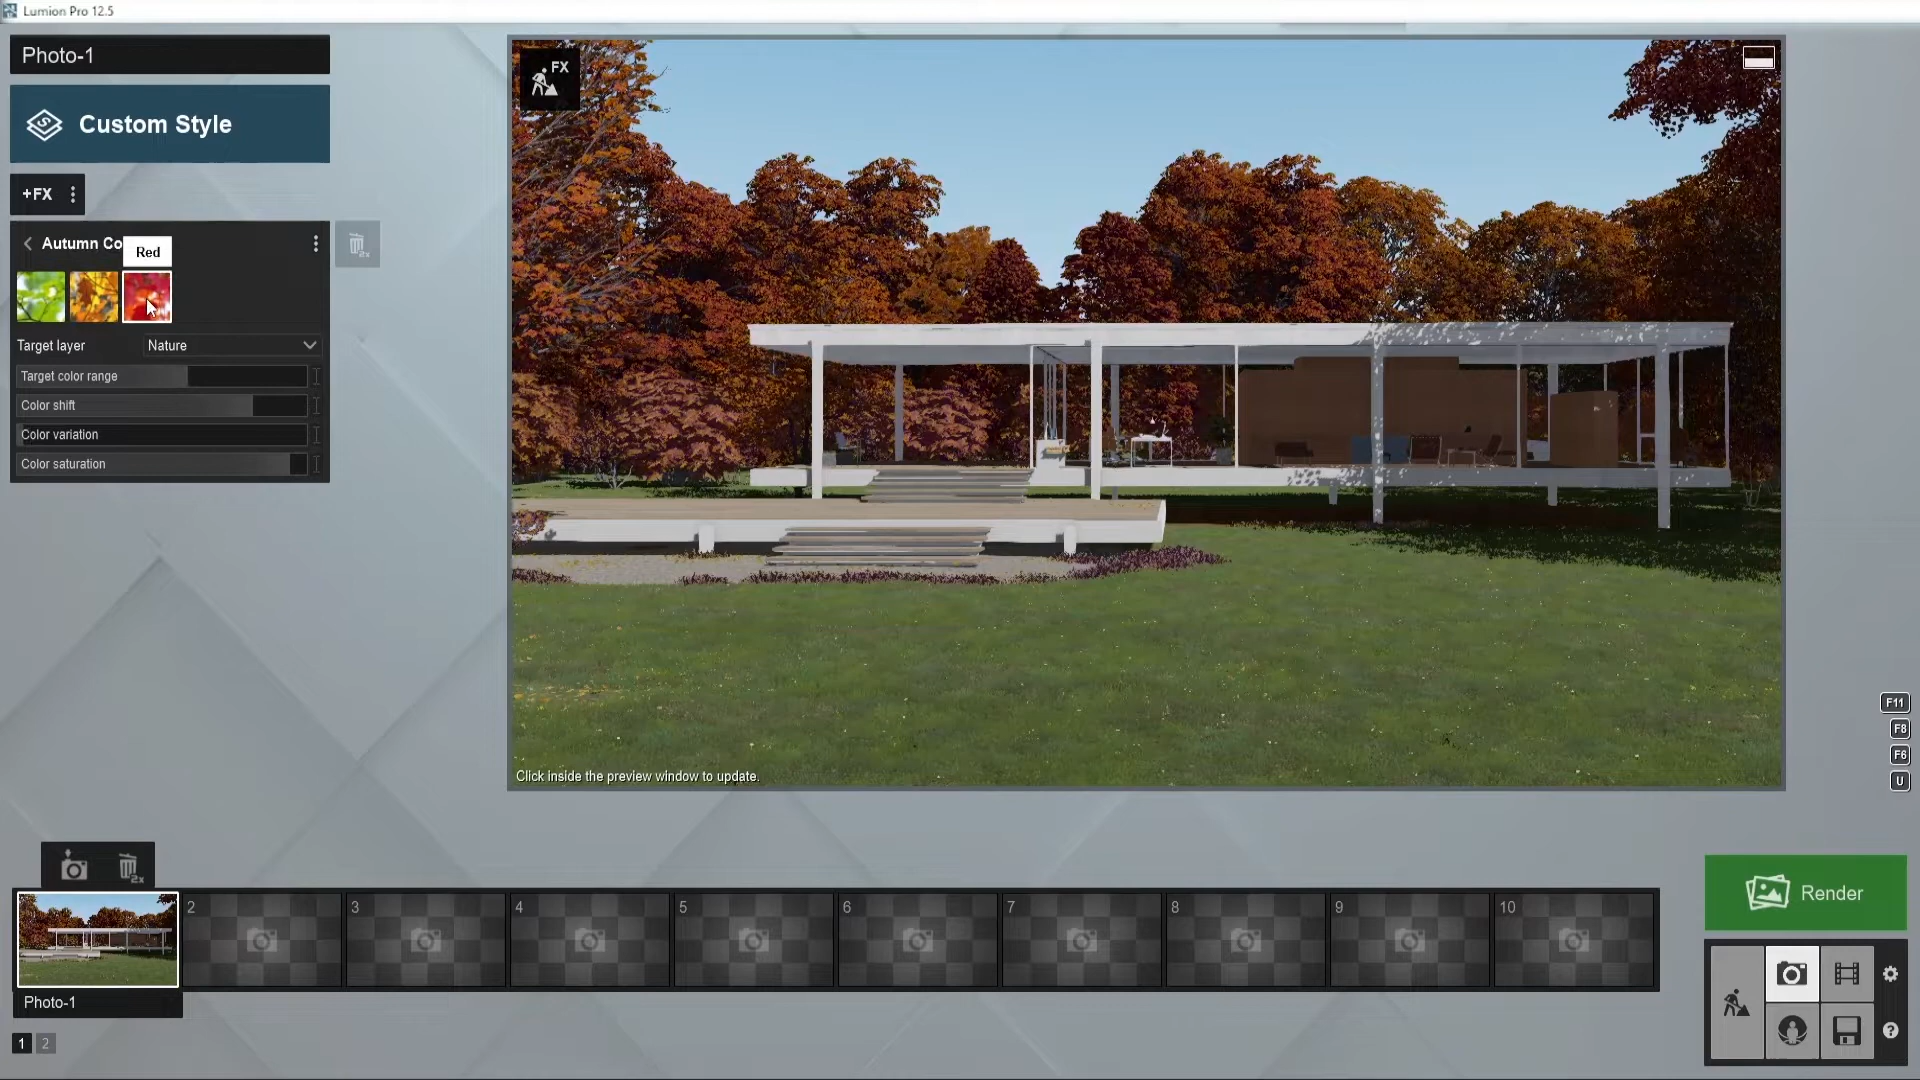 Lumion Pro 12.5
Photo-1
Custom Style
+FX
Autumn Co
Red
Target layer
Nature
Target color range
Color shift
Color variation
Color saturation
2x
FX
Click inside the preview window to update.
F11
F8
F6
U
2x
2
3
4
5
6
7
8
9
10
Photo-1
1
2
Render
?